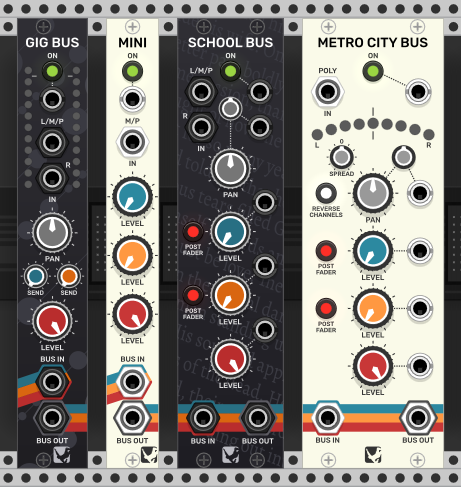 GIG BUS
ON
L/M/P
R
IN
PAN
SEND
SEND
LEVEL
BUS IN
BUS OUT
MINI
ON
M/P
IN
LEVEL
LEVEL
LEVEL
BUS IN
BUS OUT
SCHOOL BUS
ON
L/M/P
R
IN
PAN
POST
FADER
LEVEL
POST
FADER
LEVEL
LEVEL
BUS IN
BUS OUT
METRO CITY BUS
ON
POLY
IN
L
R
0
SPREAD
REVERSE
CHANNELS
PAN
POST
FADER
LEVEL
POST
FADER
LEVEL
LEVEL
BUS IN
BUS OUT